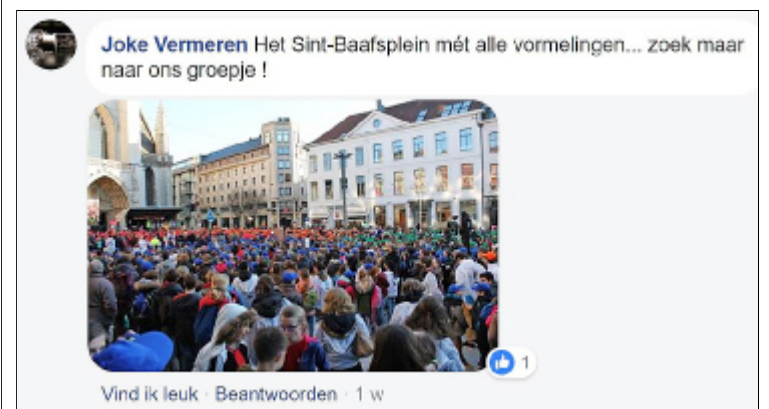 Joke Vermeren Het Sint-Baafsplein mét alle vormelingen... zoek maar
naar ons groepje !
1
Vind ik leuk · Beantwoorden · 1 w